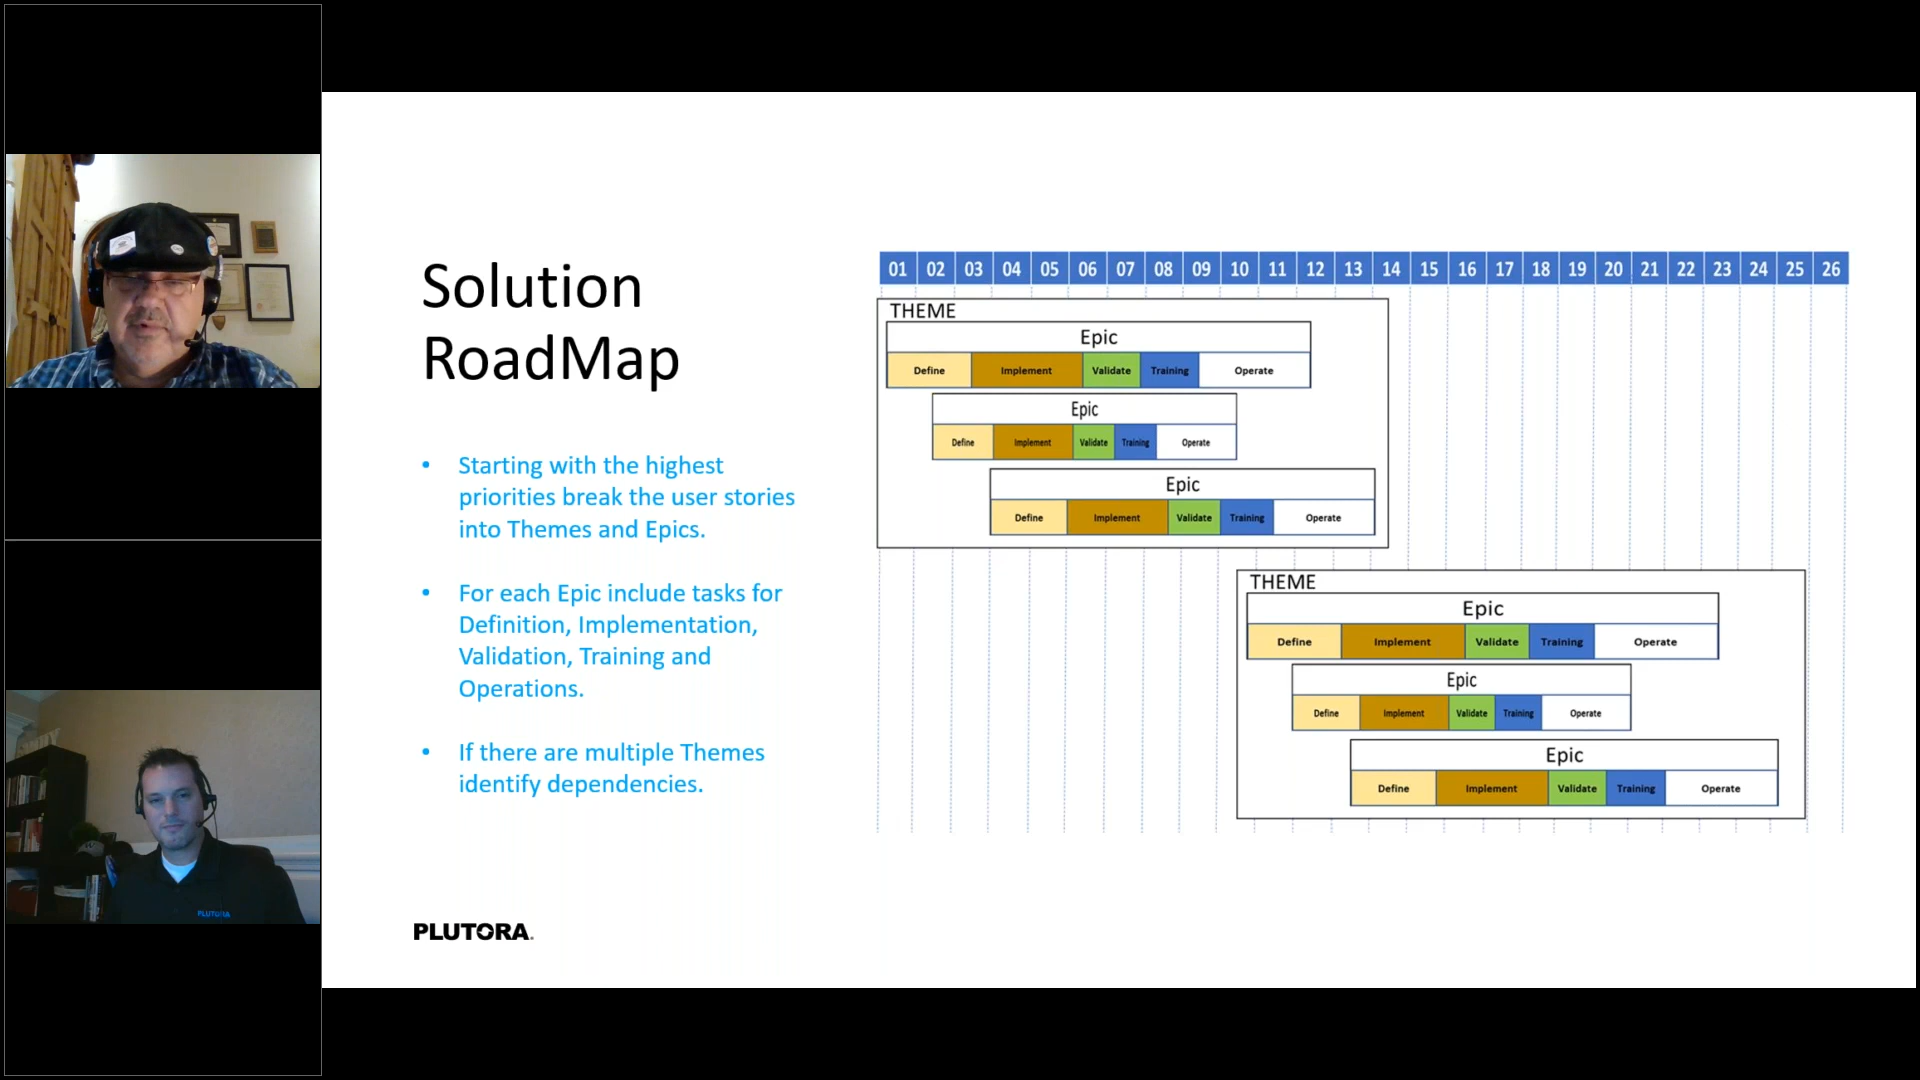 Solution
RoadMap
• Starting with the highest
priorities break the user stories
into Themes and Epics.
• For each Epic include tasks for
Definition, Implementation,
Validation, Training and
Operations.
• If there are multiple Themes
identify dependencies.
PLUTORA
01 02 03 04 05 06 07 08 09 10 11 12 13 14 15 16 17 18 19 20 21 22 23 24 25 26
THEME
Epic
Define Implement Validate Training Operate
Epic
Define Implement Validate Training Operate
Epic
Define Implement Validate Training Operate
THEME
Epic
Define Implement Validate Training Operate
Epic
Define Implement Validate Training Operate
Epic
Define Implement Validate Training Operate
PLUTORA